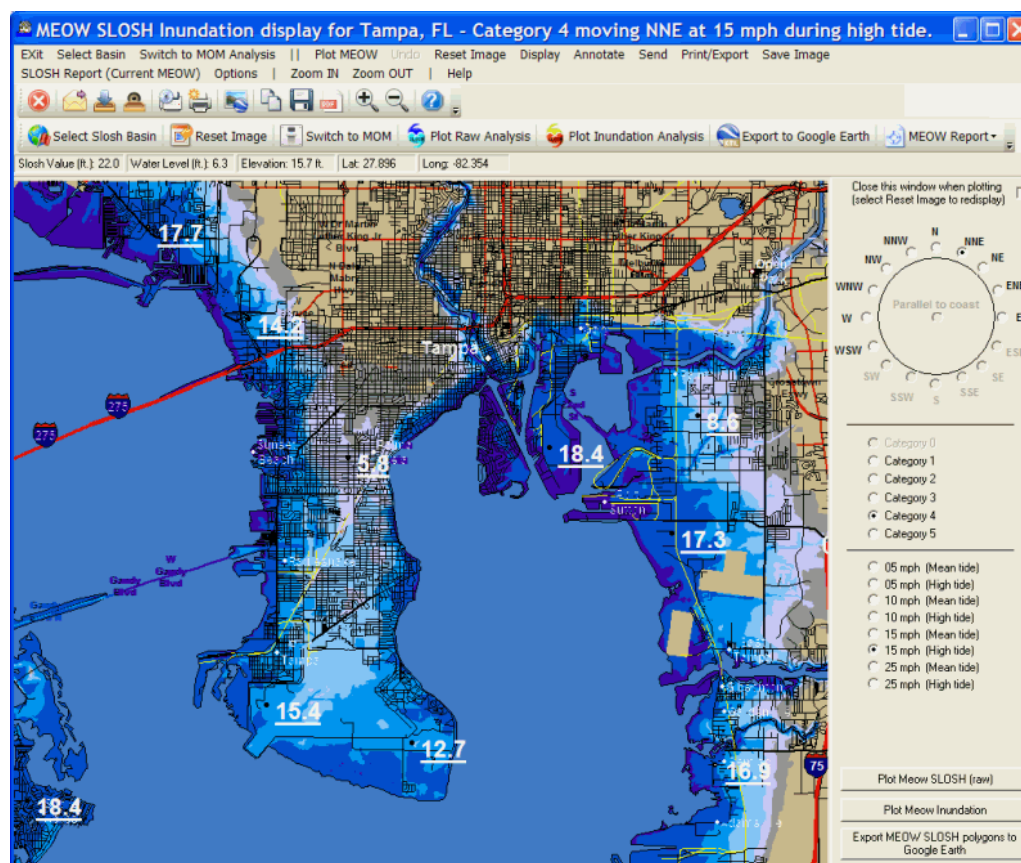 MEOW SLOSH Inundation display for Tampa, FL - Category 4 moving NNE at 15 mph during high tide.
EXit Select Basin Switch to MOM Analysis || Plot MEOW Undo Reset Image Display Annotate Send Print/Export Save Image
SLOSH Report (Current MEOW) Options | Zoom IN Zoom OUT | Help
Select Slosh Basin Reset Image Switch to MOM Plot Raw Analysis Plot Inundation Analysis Export to Google Earth MEOW Report
Slosh Value (ft.): 22.0 Water Level (ft.): 6.3 Elevation: 15.7 ft. Lat: 27.896 Long: -82.354
Close this window when plotting
(select Reset Image to redisplay)
N
NNW NNE
NW NE
WNW
Parallel to coast
W
WSW
SW SE
SSW S SSE
Category 0
Category 1
Category 2
Category 3
Category 4
Category 5
05 mph (Mean tide)
05 mph (High tide)
10 mph (Mean tide)
10 mph (High tide)
15 mph (Mean tide)
15 mph (High tide)
25 mph (Mean tide)
25 mph (High tide)
Plot Meow SLOSH (raw)
Plot Meow Inundation
Export MEOW SLOSH polygons to
Google Earth
17.7
14.2
Tampa
275
275
8.6
5.8
18.4
Sunset
Beach
17.3
W
Gandy
Blvd
Gandy
Blvd
Tampa
15.4
12.7
16.9
75
18.4